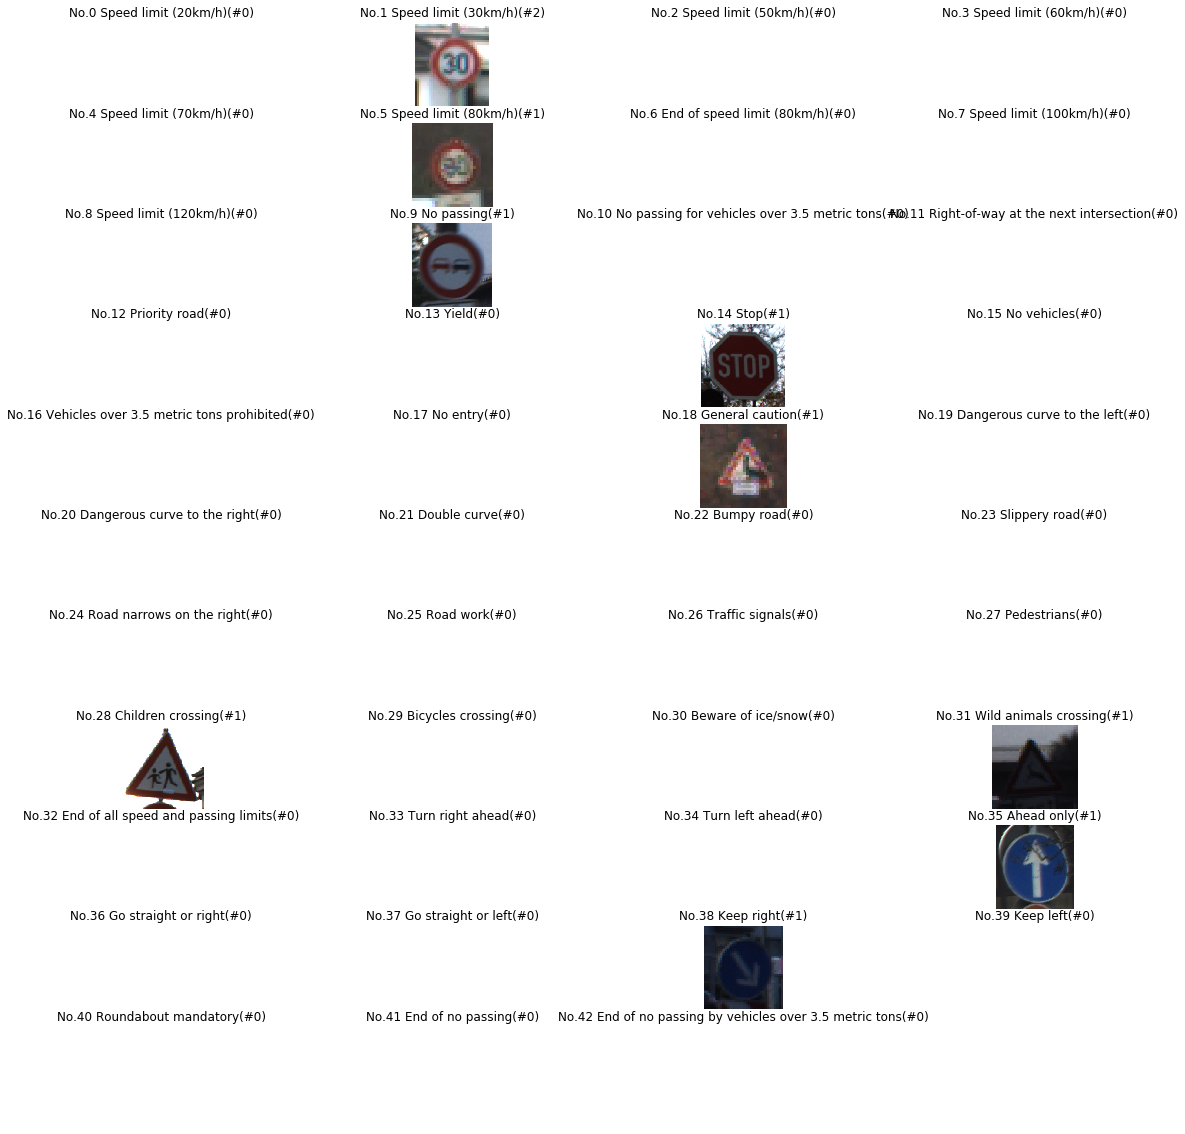 No.0 Speed limit (20km/h)(#0)
No.1 Speed limit (30km/h)(#2)
No.2 Speed limit (50km/h)(#0)
No.3 Speed limit (60km/h)(#0)
30
No.4 Speed limit (70km/h)(#0)
No.5 Speed limit (80km/h)(#1)
No.6 End of speed limit (80km/h)(#0)
No.7 Speed limit (100km/h)(#0)
No.8 Speed limit (120km/h)(#0)
No.9 No passing(#1)
No.10 No passing for vehicles over 3.5 metric tons(#0)
No.11 Right-of-way at the next intersection(#0)
No.12 Priority road(#0)
No.13 Yield(#0)
No.14 Stop(#1)
No.15 No vehicles(#0)
STOP
No.16 Vehicles over 3.5 metric tons prohibited(#0)
No.17 No entry(#0)
No.18 General caution(#1)
No.19 Dangerous curve to the left(#0)
No.20 Dangerous curve to the right(#0)
No.21 Double curve(#0)
No.22 Bumpy road(#0)
No.23 Slippery road(#0)
No.24 Road narrows on the right(#0)
No.25 Road work(#0)
No.26 Traffic signals(#0)
No.27 Pedestrians(#0)
No.28 Children crossing(#1)
No.29 Bicycles crossing(#0)
No.30 Beware of ice/snow(#0)
No.31 Wild animals crossing(#1)
No.32 End of all speed and passing limits(#0)
No.33 Turn right ahead(#0)
No.34 Turn left ahead(#0)
No.35 Ahead only(#1)
No.36 Go straight or right(#0)
No.37 Go straight or left(#0)
No.38 Keep right(#1)
No.39 Keep left(#0)
No.40 Roundabout mandatory(#0)
No.41 End of no passing(#0)
No.42 End of no passing by vehicles over 3.5 metric tons(#0)